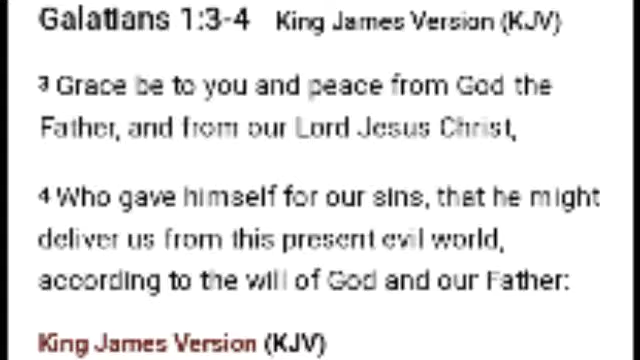 Galatians 1:3-4 King James Version (KJV)
3 Grace be to you and peace from God the
Father, and from our Lord Jesus Christ,
4 Who gave himself for our sins, that he might
deliver us from this present evil world,
according to the will of God and our Father:
King James Version (KJV)